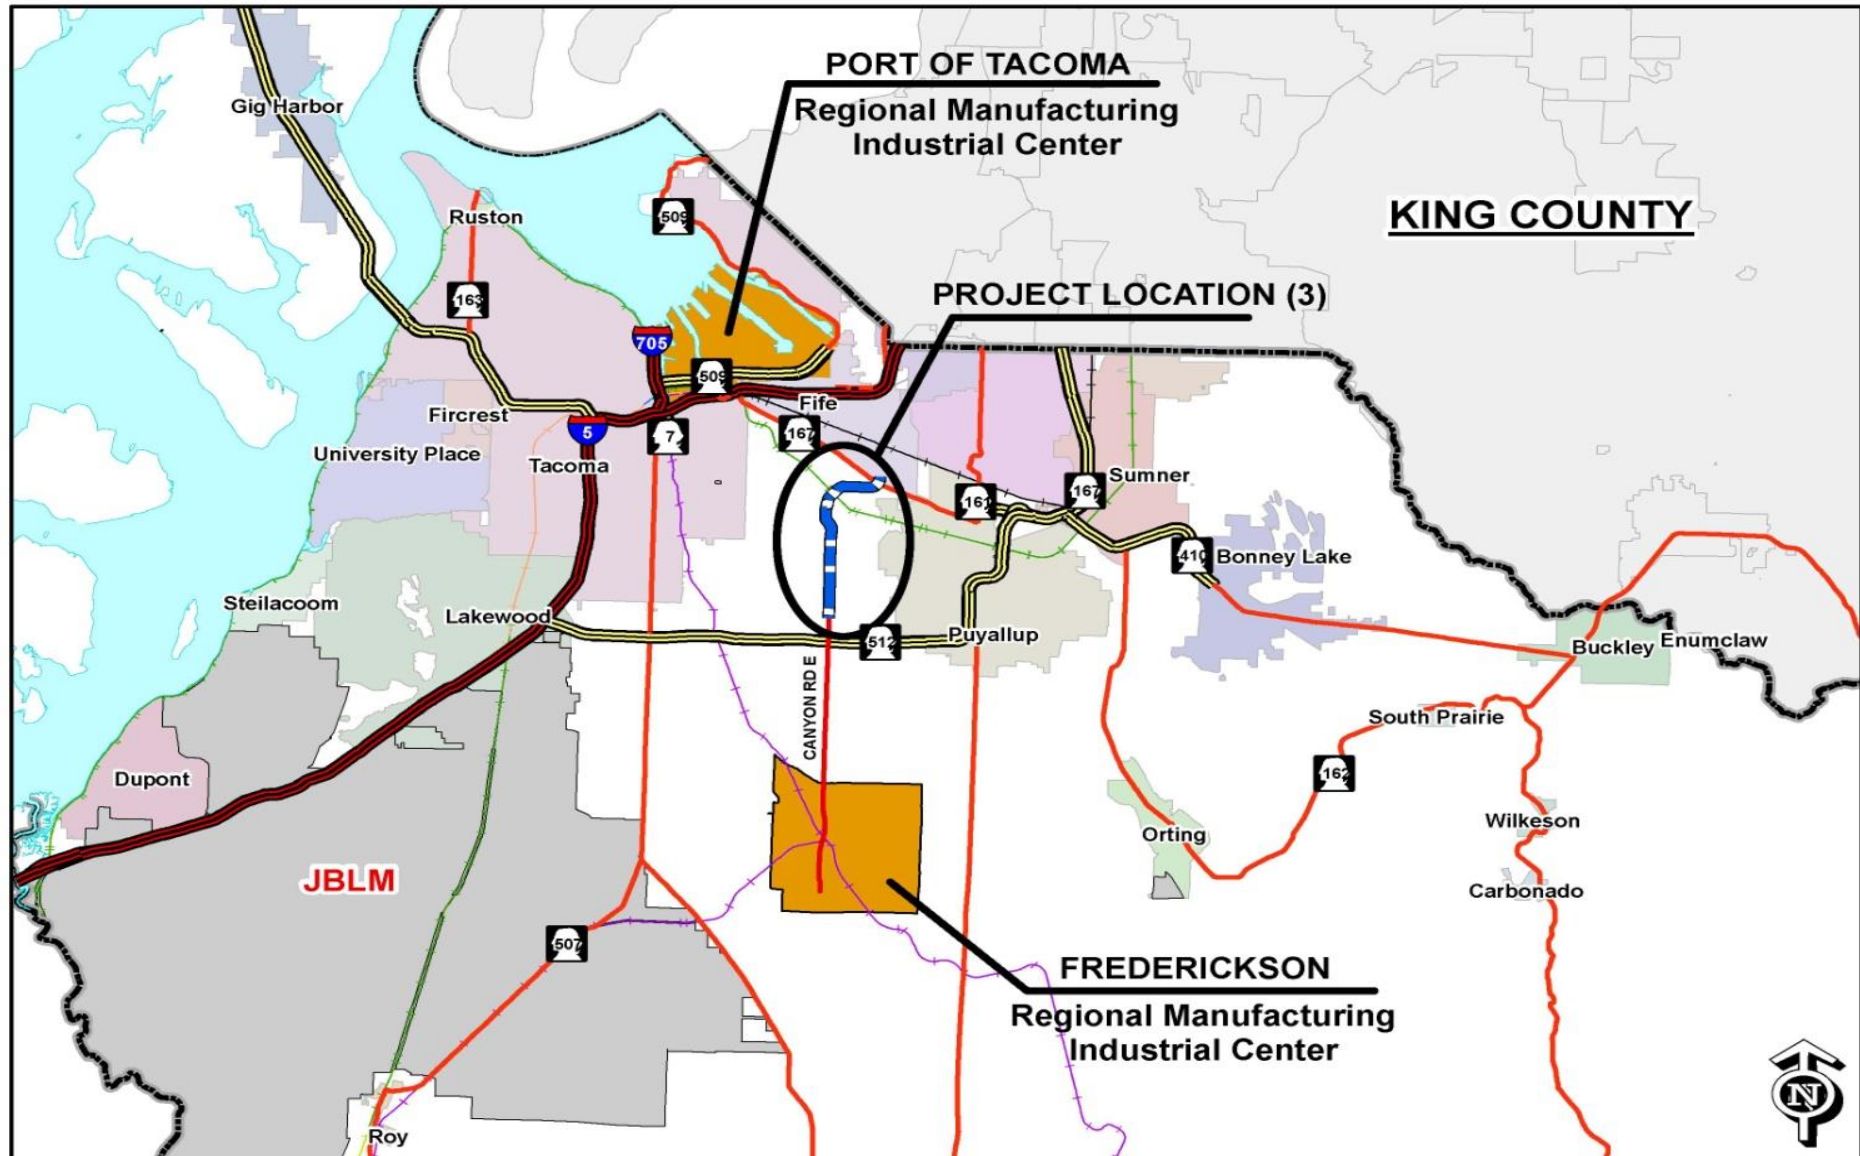 PORT OF TACOMA
Regional Manufacturing
Industrial Center
Gig Harbor
KING COUNTY
Ruston
509
163
PROJECT LOCATION (3)
705
509
Fircrest
Fife
5
7
167
University Place
Tacoma
Sumner
161
167
410
Bonney Lake
Steilacoom
Lakewood
512
Puyallup
Buckley
Enumclaw
CANYON RD E
South Prairie
Dupont
162
Wilkeson
Orting
JBLM
Carbonado
507
FREDERICKSON
Regional Manufacturing
Industrial Center
N
Roy